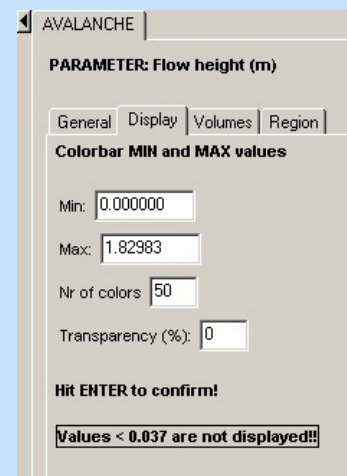 AVALANCHE
PARAMETER: Flow height (m)
General Display Volumes Region
Colorbar MIN and MAX values
Min: 0.000000
Max: 1.82983
Nr of colors 50
Transparency (%): 0
Hit ENTER to confirm!
Values < 0.037 are not displayed!!